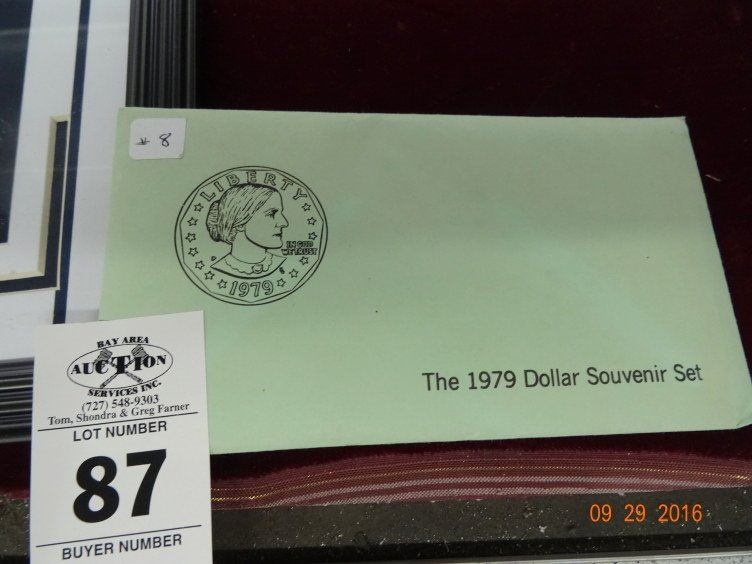 # 8
LIBERTY
IN GOD
WE TRUST
1979
The 1979 Dollar Souvenir Set
BAY AREA
AUCTION
SERVICES INC.
(727) 548-9303
Tom, Shondra & Greg Farner
LOT NUMBER
87
BUYER NUMBER
09 29 2016